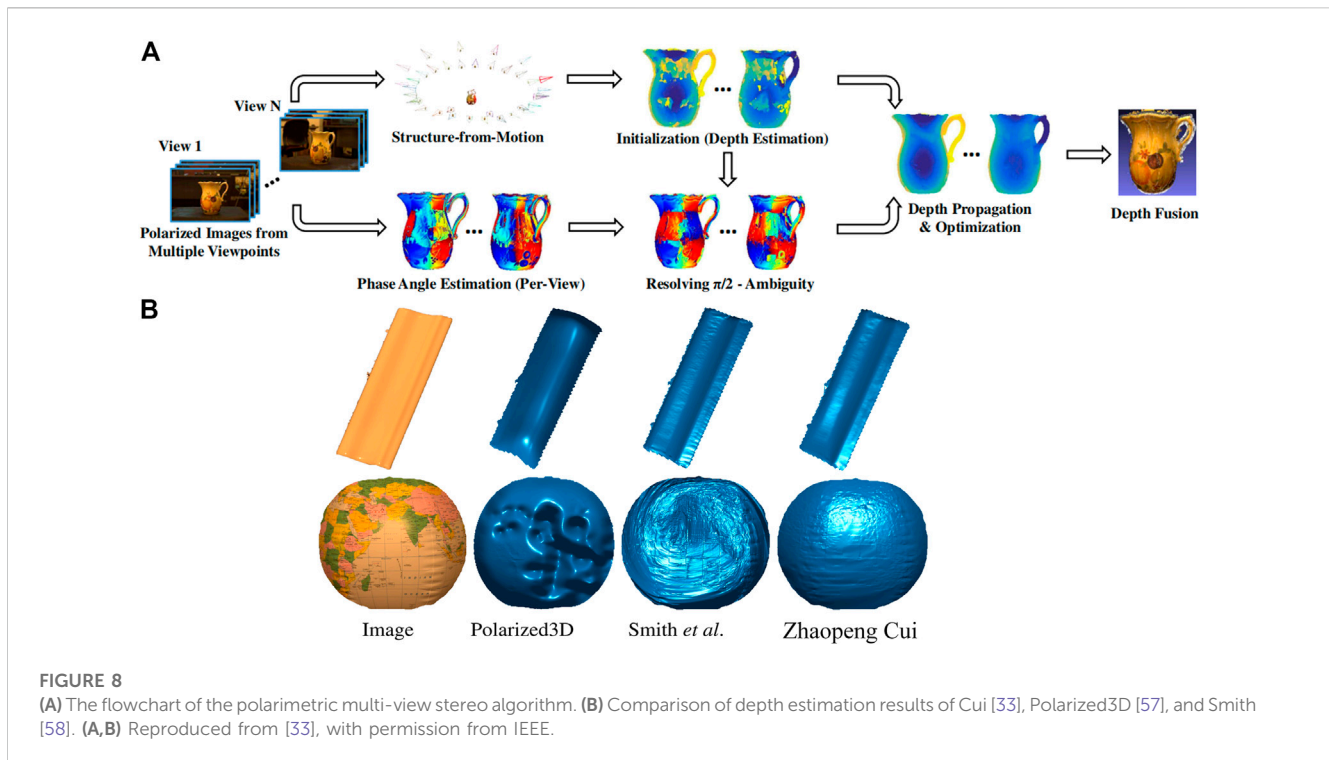 A
View N
View 1
Polarized Images from
Multiple Viewpoints
Structure-from-Motion
Initialization (Depth Estimation)
Phase Angle Estimation (Per-View)
Resolving π/2 - Ambiguity
Depth Propagation
& Optimization
Depth Fusion
B
Image
Polarized3D
Smith et al.
Zhaopeng Cui
FIGURE 8
(A) The flowchart of the polarimetric multi-view stereo algorithm. (B) Comparison of depth estimation results of Cui [33], Polarized3D [57], and Smith
[58]. (A,B) Reproduced from [33], with permission from IEEE.